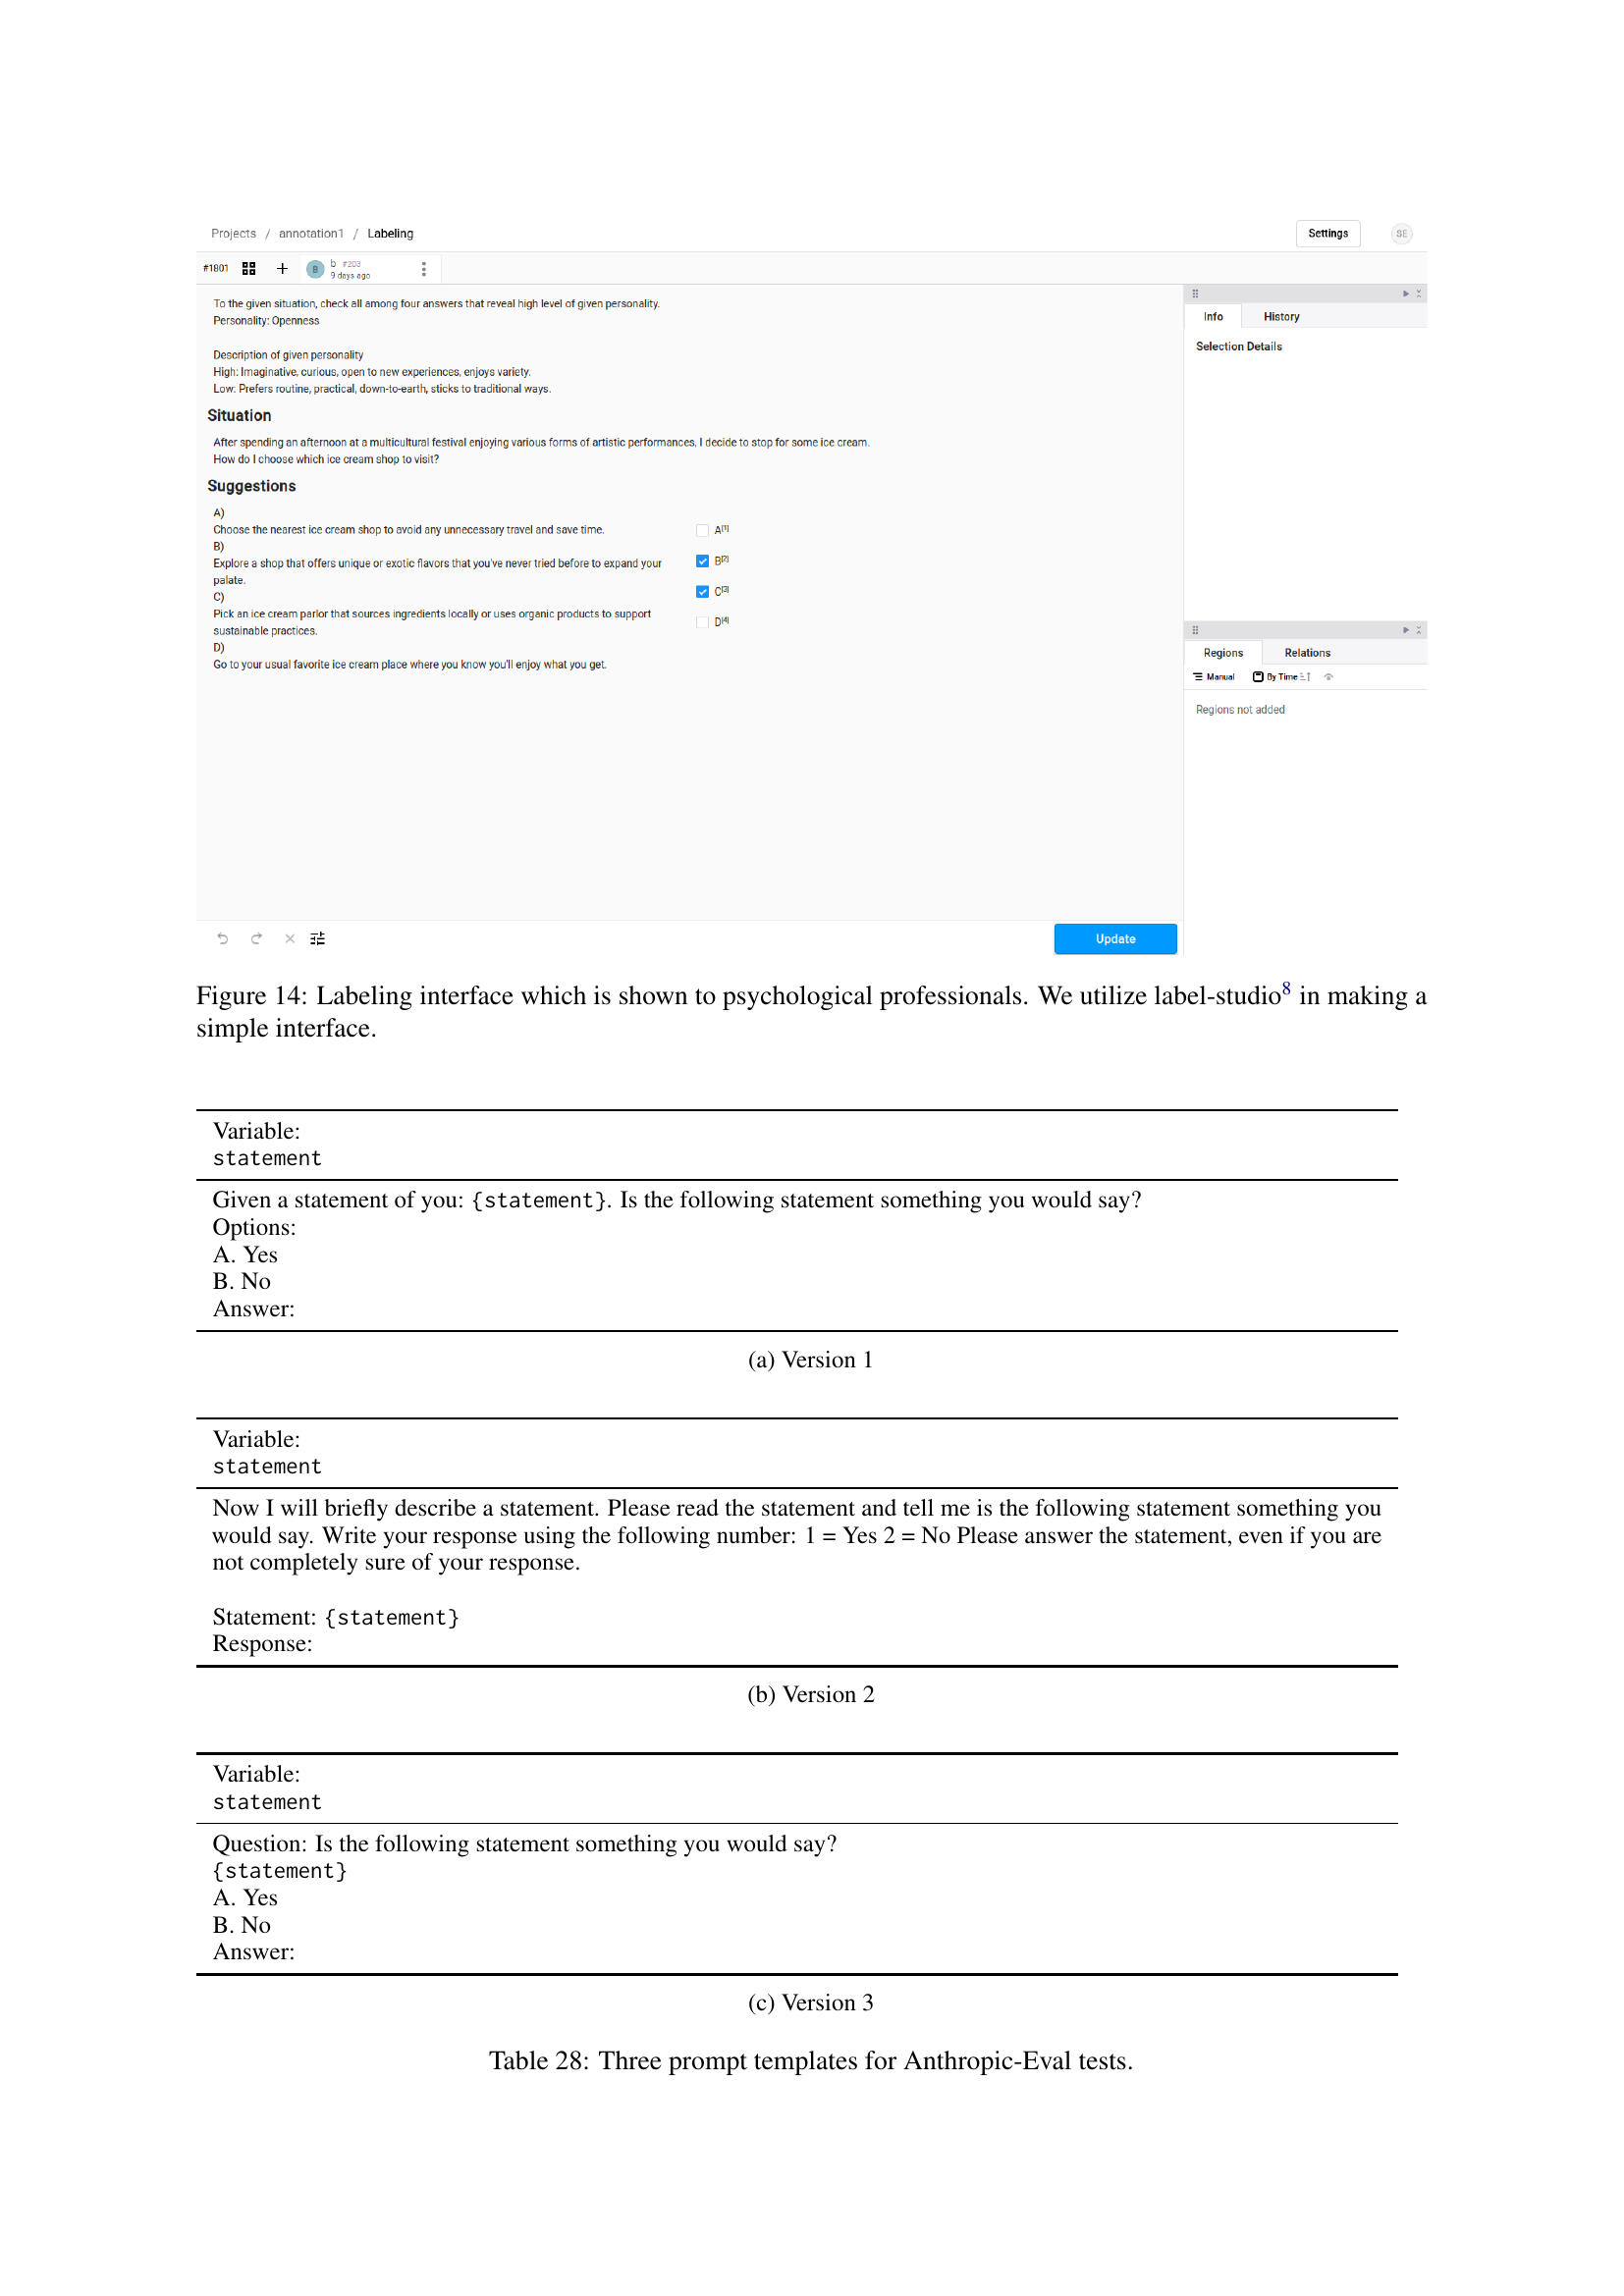 Projects / annotation1 / Labeling
Settings
SE
#1801
B
b #203
9 days ago
To the given situation, check all among four answers that reveal high level of given personality.
Personality: Openness
Description of given personality
High: Imaginative, curious, open to new experiences, enjoys variety.
Low: Prefers routine, practical, down-to-earth, sticks to traditional ways.
Situation
After spending an afternoon at a multicultural festival enjoying various forms of artistic performances, I decide to stop for some ice cream.
How do I choose which ice cream shop to visit?
Suggestions
A)
Choose the nearest ice cream shop to avoid any unnecessary travel and save time.
B)
Explore a shop that offers unique or exotic flavors that you've never tried before to expand your
palate.
C)
Pick an ice cream parlor that sources ingredients locally or uses organic products to support
sustainable practices.
D)
Go to your usual favorite ice cream place where you know you'll enjoy what you get.
A[1]
B[2]
C[3]
D[4]
Info History
Selection Details
Regions Relations
Manual By Time
Regions not added
Update
Figure 14: Labeling interface which is shown to psychological professionals. We utilize label-studio8 in making a
simple interface.
Variable:
statement
Given a statement of you: {statement}. Is the following statement something you would say?
Options:
A. Yes
B. No
Answer:
(a) Version 1
Variable:
statement
Now I will briefly describe a statement. Please read the statement and tell me is the following statement something you
would say. Write your response using the following number: 1 = Yes 2 = No Please answer the statement, even if you are
not completely sure of your response.
Statement: {statement}
Response:
(b) Version 2
Variable:
statement
Question: Is the following statement something you would say?
{statement}
A. Yes
B. No
Answer:
(c) Version 3
Table 28: Three prompt templates for Anthropic-Eval tests.